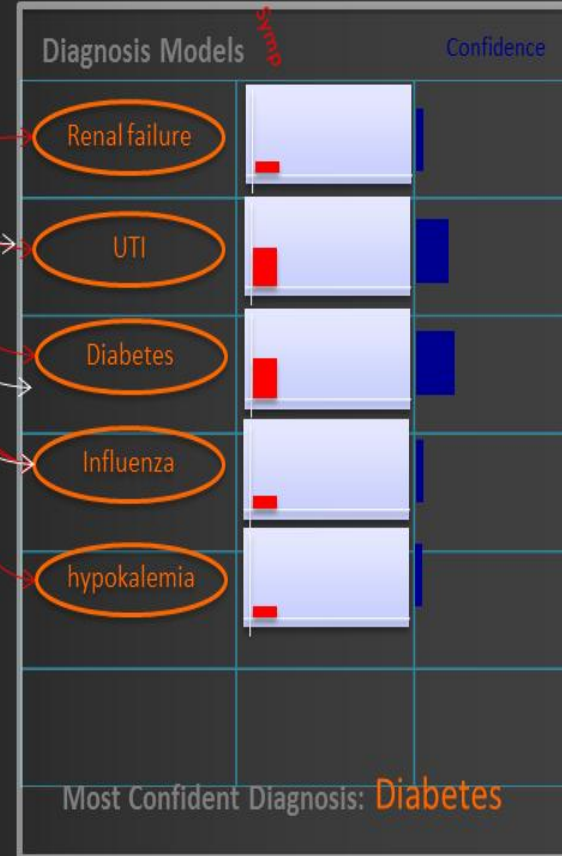 Symp
Diagnosis Models Confidence
Renal failure
UTI
Diabetes
Influenza
hypokalemia
Most Confident Diagnosis: Diabetes